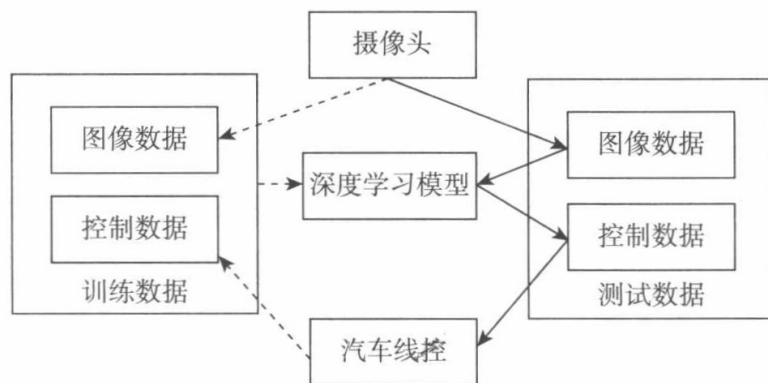 摄像头
图像数据
控制数据
训练数据
深度学习模型
图像数据
控制数据
测试数据
汽车线控